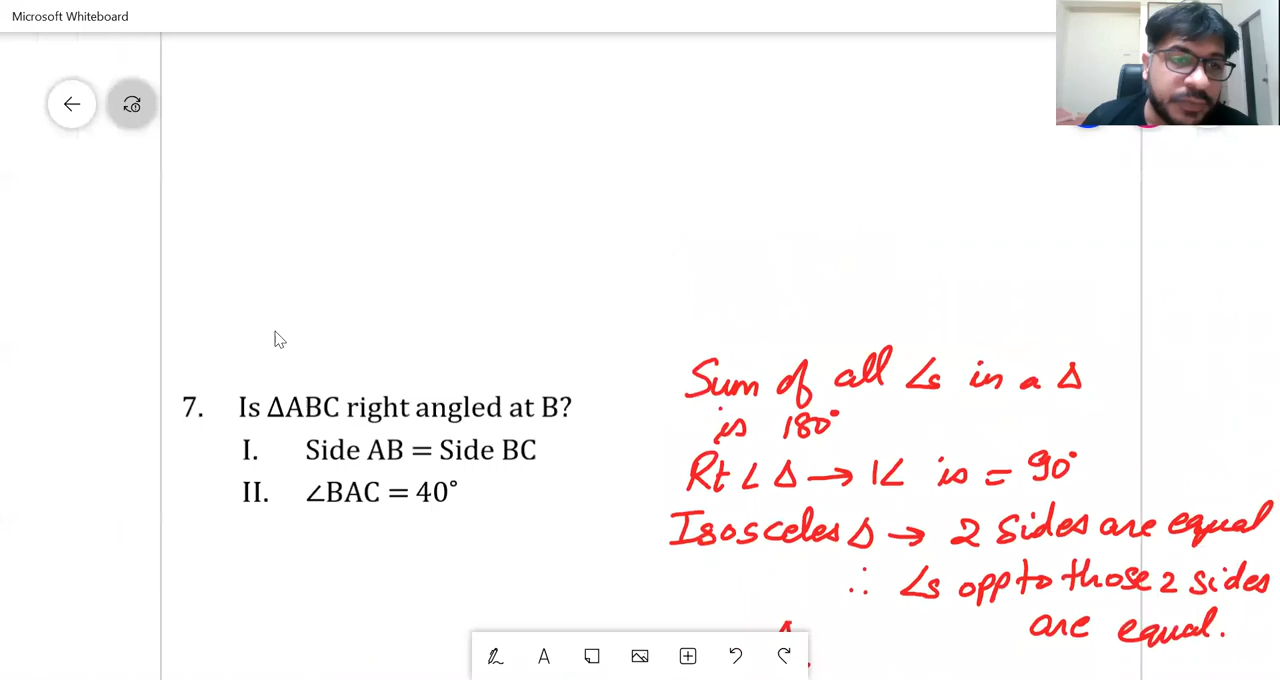 Microsoft Whiteboard
7. Is ΔABC right angled at B?
I. Side AB = Side BC
II. ∠BAC = 40°
Sum of all ∠s in a Δ
is 180°
Rt ∠ Δ → 1∠ is = 90°
Isosceles Δ → 2 sides are equal
∴ ∠s opp to those 2 sides
are equal.
A